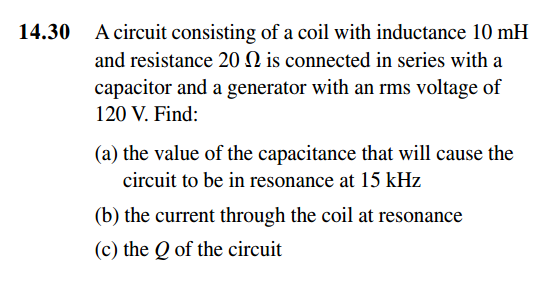 14.30 A circuit consisting of a coil with inductance 10 mH
and resistance 20 Ω is connected in series with a
capacitor and a generator with an rms voltage of
120 V. Find:
(a) the value of the capacitance that will cause the
circuit to be in resonance at 15 kHz
(b) the current through the coil at resonance
(c) the Q of the circuit